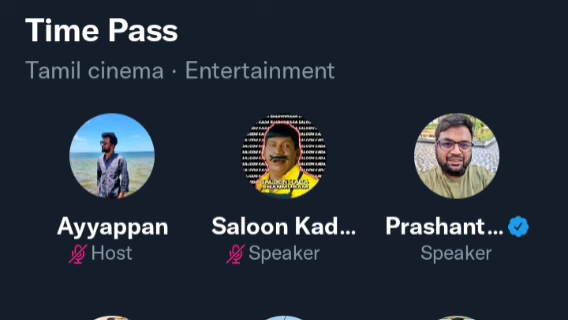 Time Pass
Tamil cinema · Entertainment
Ayyappan
Saloon Kad...
Prashant...
Host
Speaker
Speaker